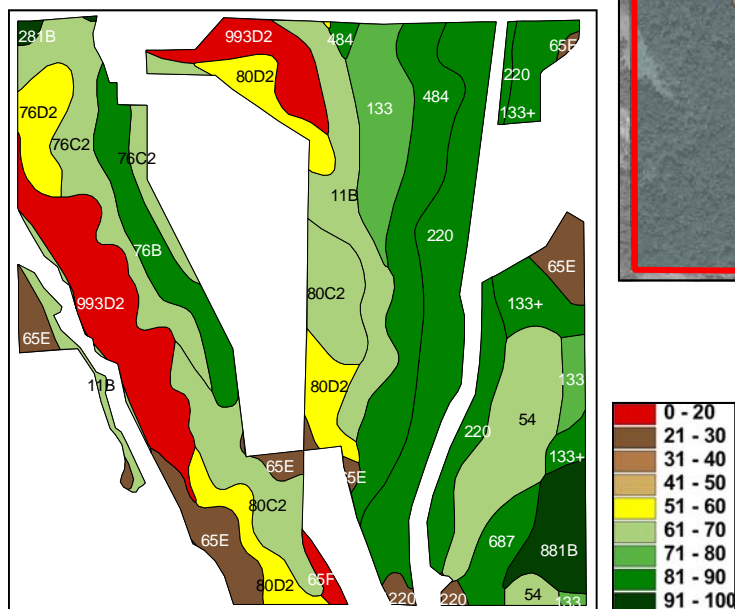 281B
993D2
484
65E
80D2
220
76D2
133
484
133+
76C2
76C2
11B
76B
220
65E
80C2
993D2
133+
65E
133
11B
80D2
54
220
133+
65E
65E
80C2
687
881B
65E
65F
80D2
220
220
54
133
0 - 20
21 - 30
31 - 40
41 - 50
51 - 60
61 - 70
71 - 80
81 - 90
91 - 100